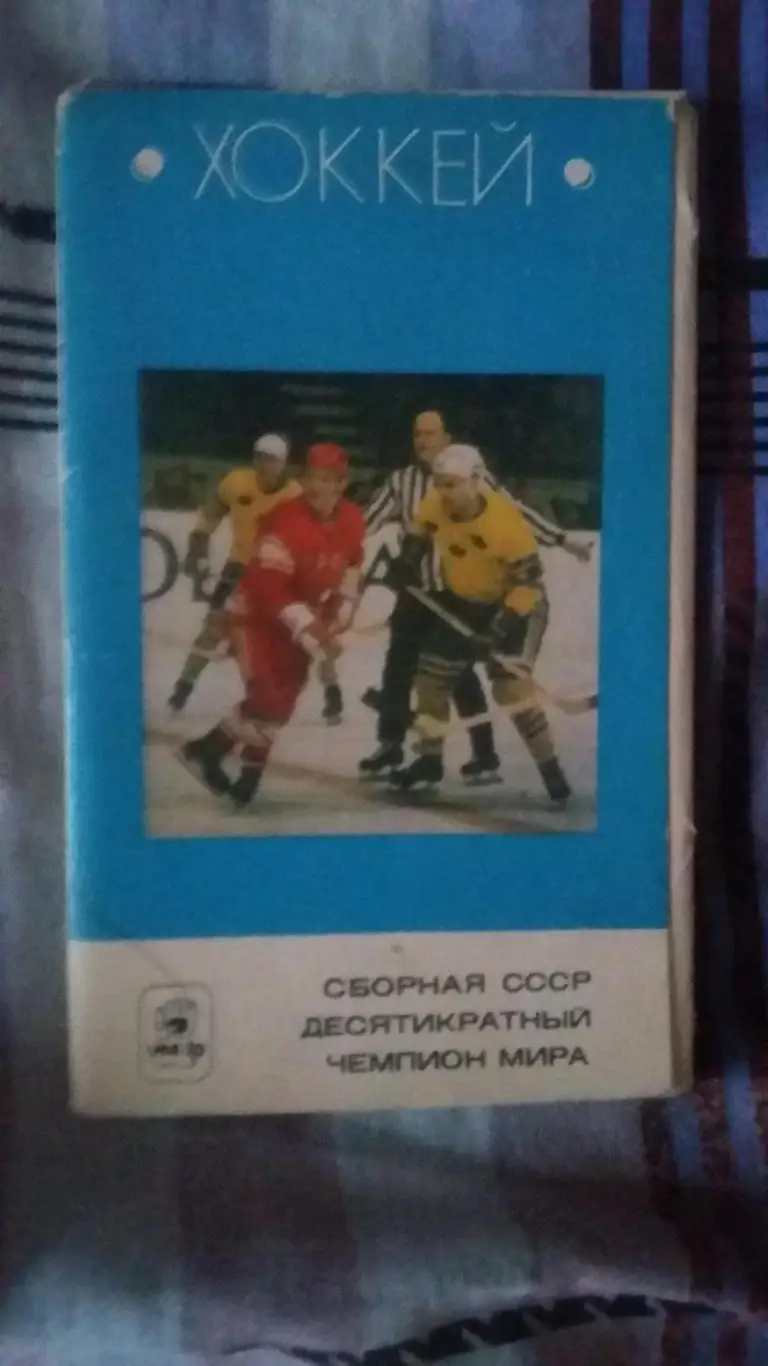 ХОККЕЙ
СБОРНАЯ СССР
ДЕСЯТИКРАТНЫЙ
ЧЕМПИОН МИРА